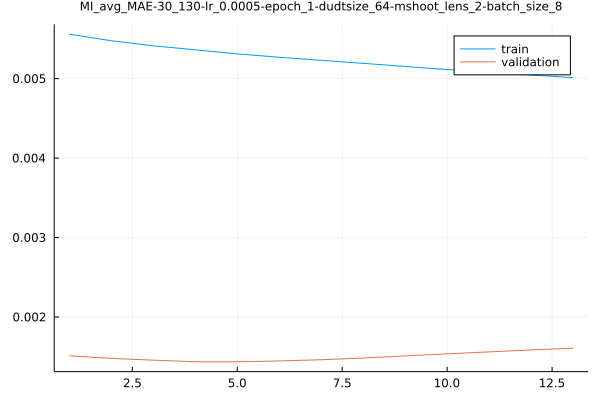 MI_avg_MAE-30_130-lr_0.0005-epoch_1-dudtsize_64-mshoot_lens_2-batch_size_8
train
validation
0.005
0.004
0.003
0.002
2.5 5.0 7.5 10.0 12.5